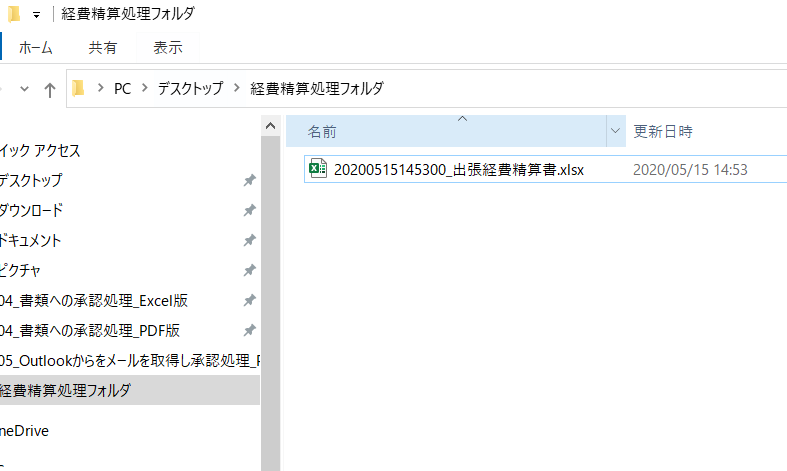 経費精算処理フォルダ
ホーム 共有 表示
PC デスクトップ 経費精算処理フォルダ
名前 更新日時
イック アクセス
20200515145300_出張経費精算書.xlsx 2020/05/15 14:53
デスクトップ
ダウンロード
ドキュメント
ピクチャ
04_書類への承認処理_Excel版
04_書類への承認処理_PDF版
05_Outlookからをメールを取得し承認処理_P
経費精算処理フォルダ
neDrive